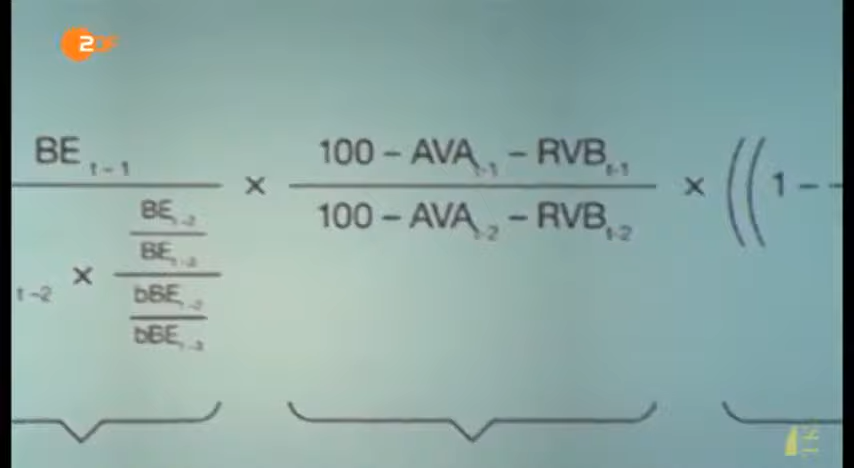 2DF
BE t-1
t-2 × BE t-2 / BE t-3 / bBE t-2 / bBE t-3
×
100 - AVA t-1 - RVB t-1
100 - AVA t-2 - RVB t-2
× ((1 -